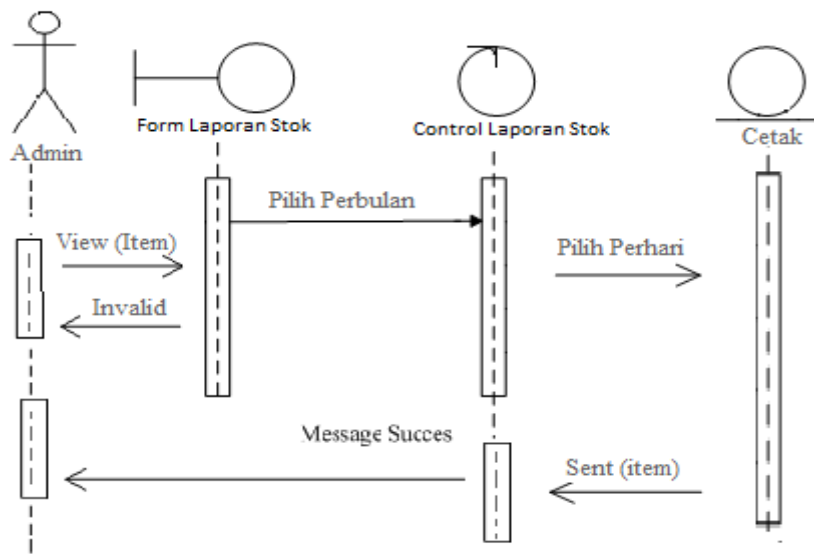 Admin
Form Laporan Stok
Control Laporan Stok
Cetak
Pilih Perbulan
View (Item)
Pilih Perhari
Invalid
Message Succes
Sent (item)